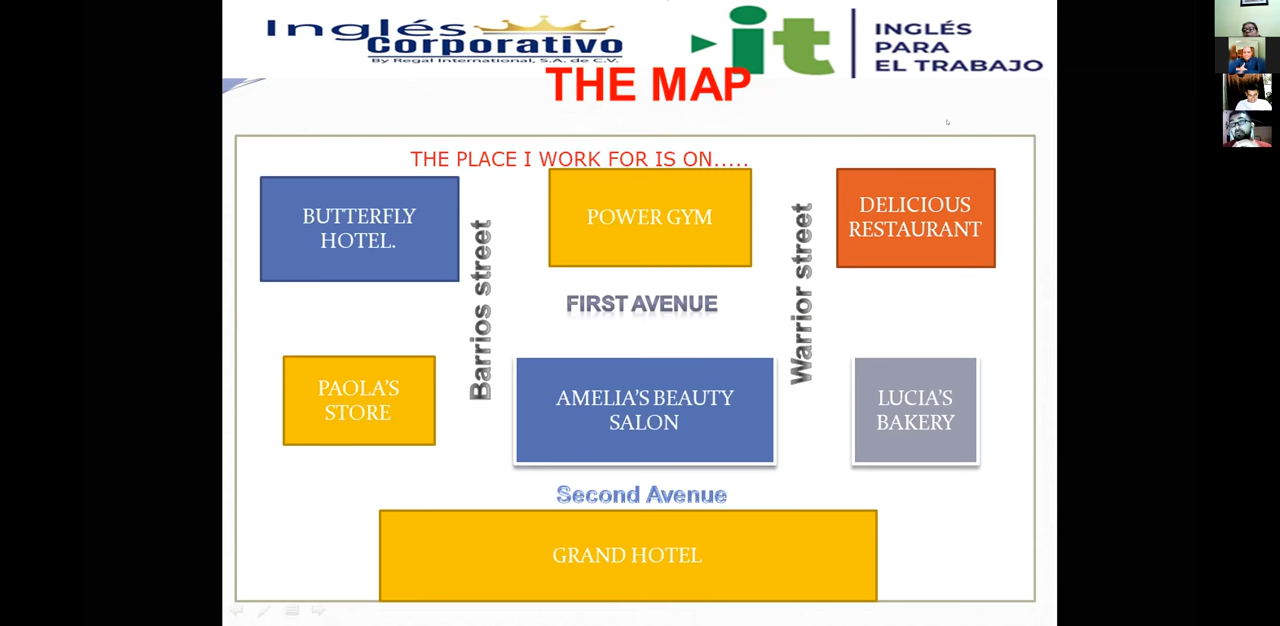 Inglés
Corporativo
By Regal International, S.A. de C.V.
it
INGLÉS
PARA
EL TRABAJO
THE MAP
THE PLACE I WORK FOR IS ON.....
BUTTERFLY
HOTEL.
POWER GYM
DELICIOUS
RESTAURANT
Barrios street
Warrior street
FIRST AVENUE
PAOLA'S
STORE
AMELIA'S BEAUTY
SALON
LUCIA'S
BAKERY
Second Avenue
GRAND HOTEL